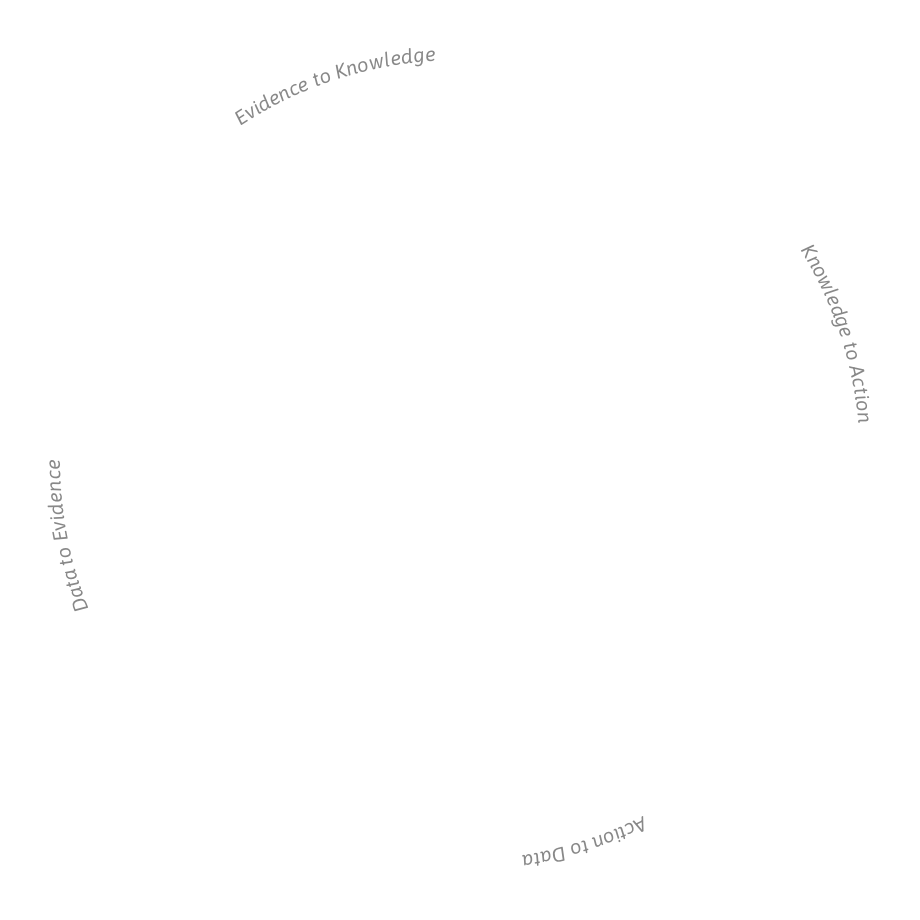 Evidence to Knowledge
Knowledge to Action
Data to Evidence
Action to Data